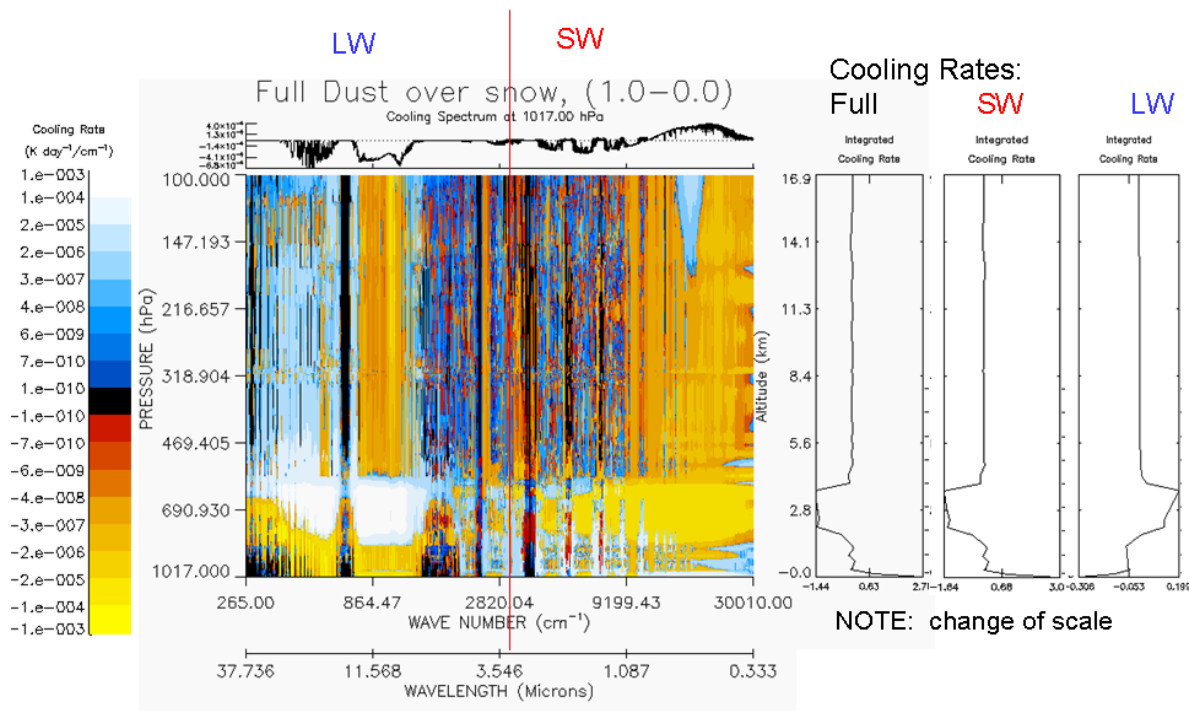 LW
SW
Full Dust over snow, (1.0−0.0)
Cooling Spectrum at 1017.00 hPa
Cooling Rates:
Full
SW
LW
Integrated
Cooling Rate
Integrated
Cooling Rate
Integrated
Cooling Rate
Cooling Rate
(K day⁻¹/cm⁻¹)
1.e−003
1.e−004
2.e−005
2.e−006
3.e−007
4.e−008
6.e−009
7.e−010
1.e−010
−1.e−010
−7.e−010
−6.e−009
−4.e−008
−3.e−007
−2.e−006
−2.e−005
−1.e−004
−1.e−003
PRESSURE (hPa)
100.000
147.193
216.657
318.904
469.405
690.930
1017.000
265.00
864.47
2820.04
9199.43
30010.00
WAVE NUMBER (cm⁻¹)
37.736
11.568
3.546
1.087
0.333
WAVELENGTH (Microns)
Altitude (km)
16.9
14.1
11.3
8.4
5.6
2.8
−0.0
−1.44
0.63
2.71
−1.64
0.68
3.0
−0.306
−0.053
0.199
NOTE: change of scale